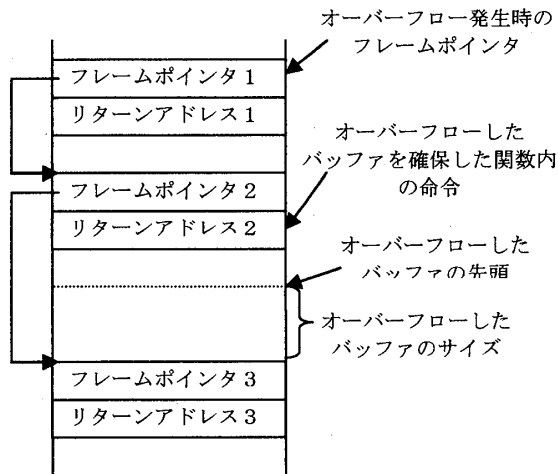 オーバーフロー発生時の
フレームポインタ
フレームポインタ1
リターンアドレス1
オーバーフローした
バッファを確保した関数内
の命令
フレームポインタ2
リターンアドレス2
オーバーフローした
バッファの先頭
オーバーフローした
バッファのサイズ
フレームポインタ3
リターンアドレス3